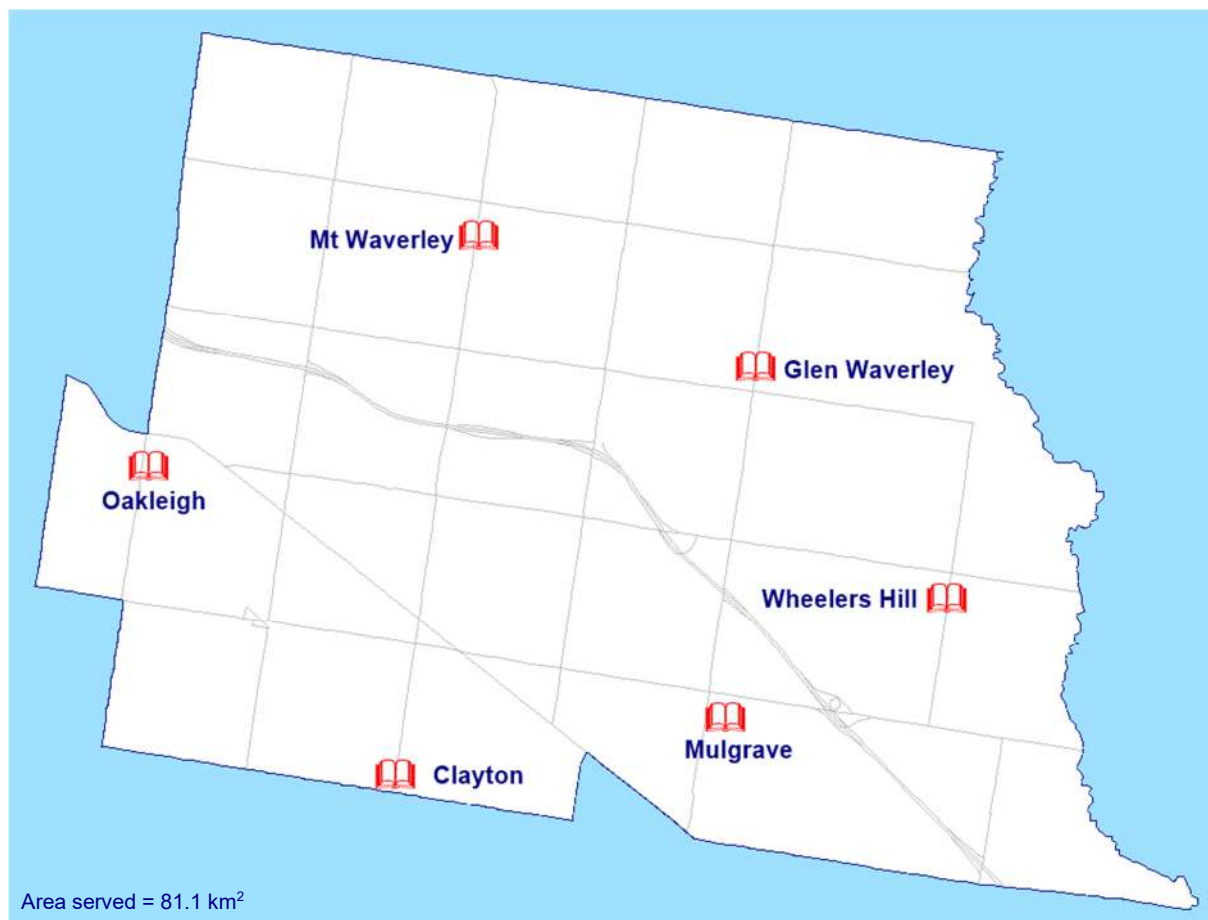 Mt Waverley
Glen Waverley
Oakleigh
Wheelers Hill
Mulgrave
Clayton
Area served = 81.1 km²